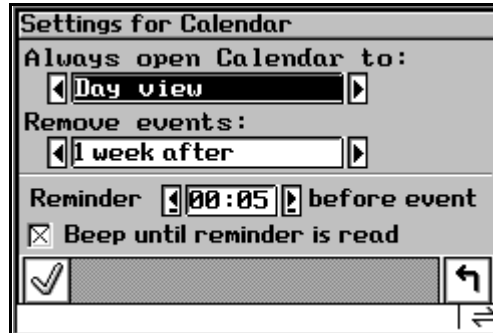 Settings for Calendar
Always open Calendar to:
Day view
Remove events:
1 week after
Reminder 00:05 before event
Beep until reminder is read